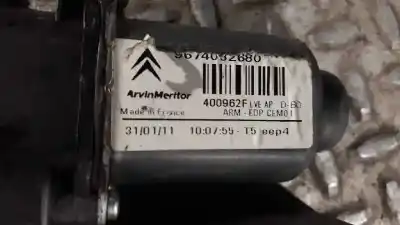 9674032680
ArvinMeritor
400962F LVE AP D-BO
Made in France
ARM-EDP CEM01
31/01/11 10:07:55-T5 eep4